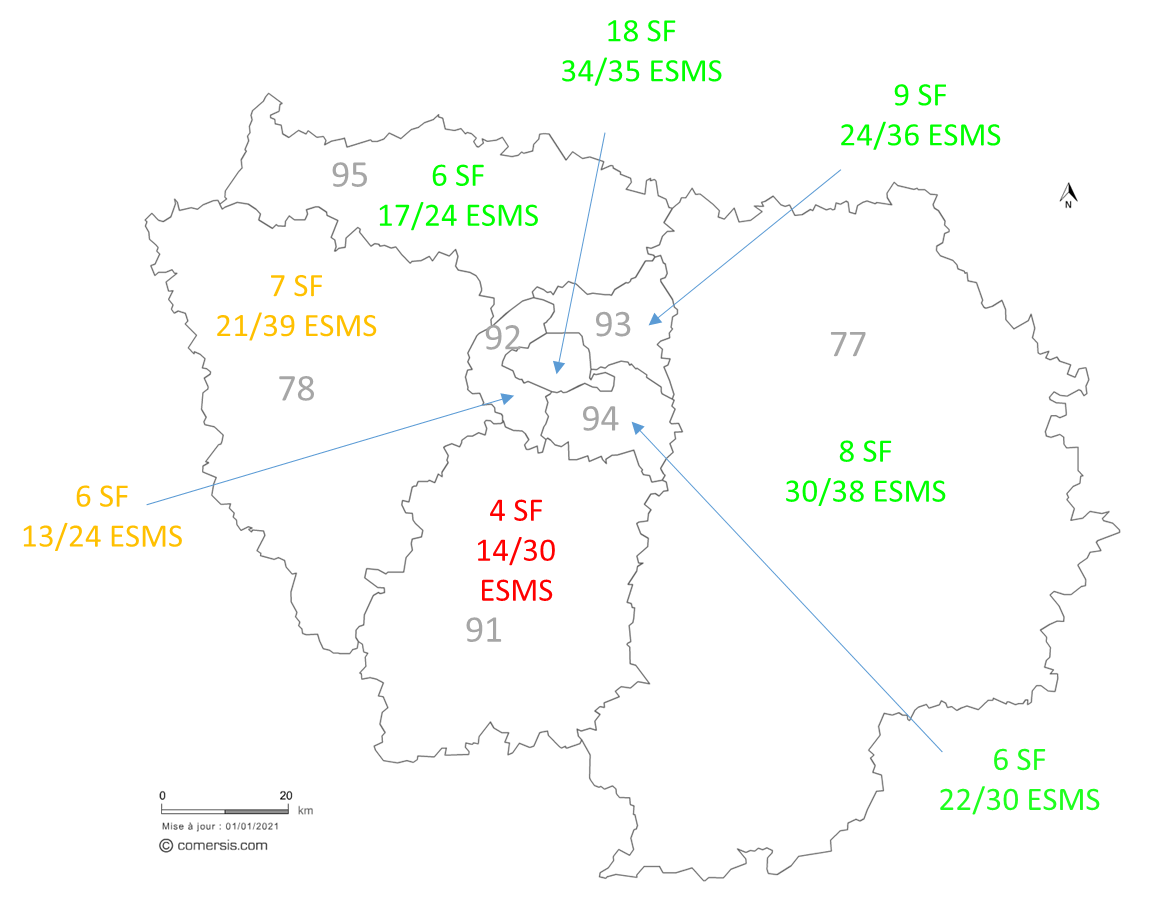 18 SF
34/35 ESMS
9 SF
24/36 ESMS
95
6 SF
17/24 ESMS
N
7 SF
21/39 ESMS
78
92
93
77
94
8 SF
30/38 ESMS
6 SF
13/24 ESMS
4 SF
14/30
ESMS
91
6 SF
22/30 ESMS
0 20
km
Mise à jour : 01/01/2021
© comersis.com